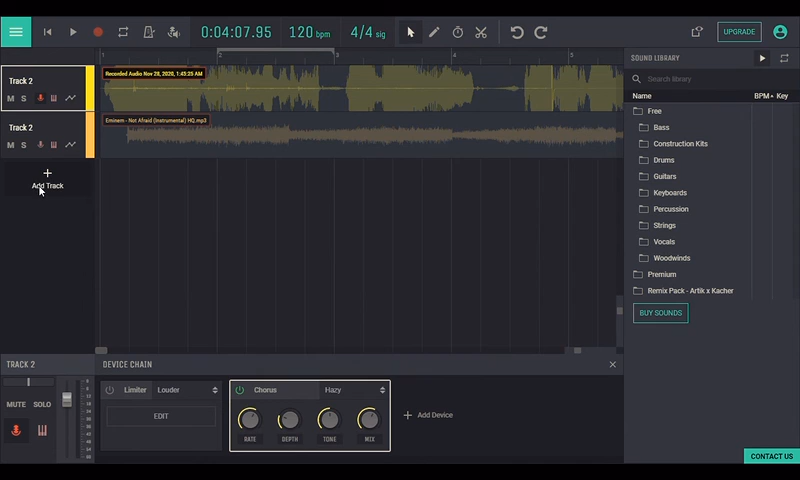 0:04:07.95
120 bpm
4/4 sig
UPGRADE
1 2 3 4 5
SOUND LIBRARY
Track 2
Recorded Audio Nov 28, 2020, 1:43:25 AM
M S
Search library
Name BPM Key
Free
Track 2
Eminem - Not Afraid (Instrumental) HQ.mp3
M S
Bass
Construction Kits
Drums
Guitars
Add Track
Keyboards
Percussion
Strings
Vocals
Woodwinds
Premium
Remix Pack - Artik x Kacher
BUY SOUNDS
TRACK 2
DEVICE CHAIN
Limiter Louder
Chorus Hazy
MUTE SOLO
EDIT
Add Device
RATE DEPTH TONE MIX
CONTACT US